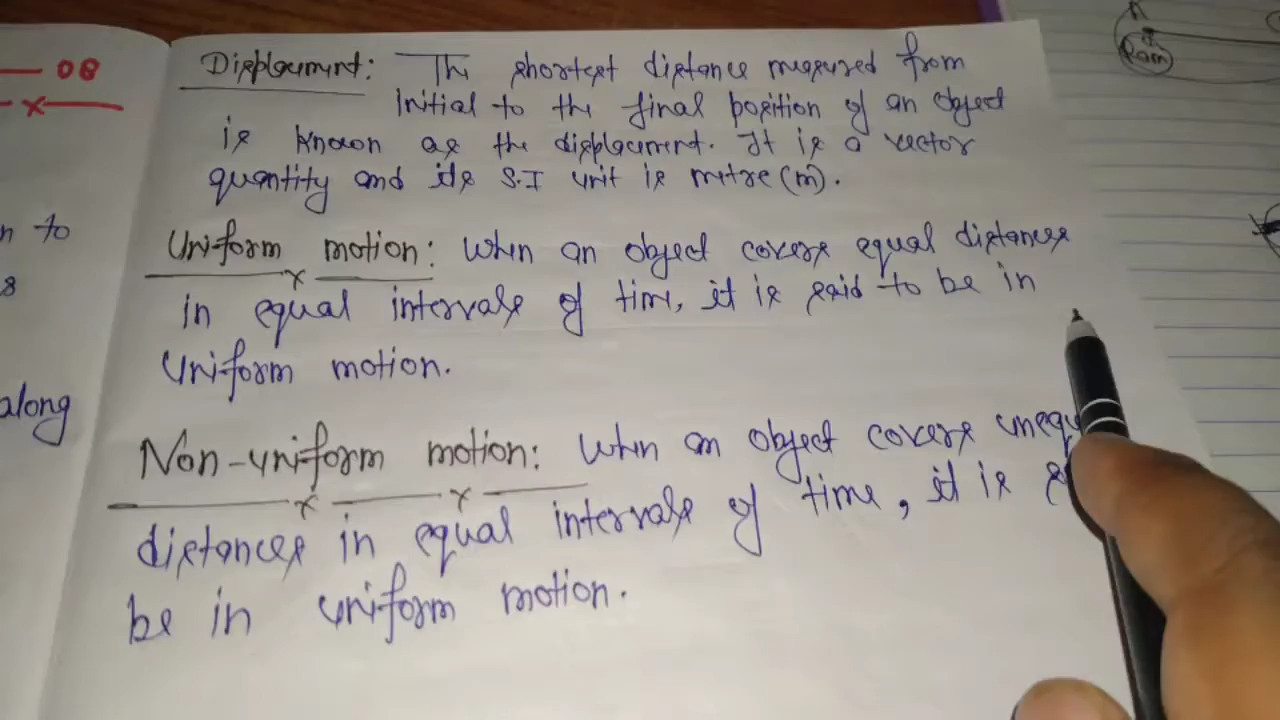 08
x
n to
s
along
Displacement: The shortest distance measured from
initial to the final position of an object
is known as the displacement. It is a vector
quantity and its S.I unit is metre (m).
Uniform motion: When an object covers equal distances
in equal intervals of time, it is said to be in
Uniform motion.
Non-uniform motion: When an object covers unequ
distances in equal intervals of time, it is s
be in uniform motion.
A
Ram